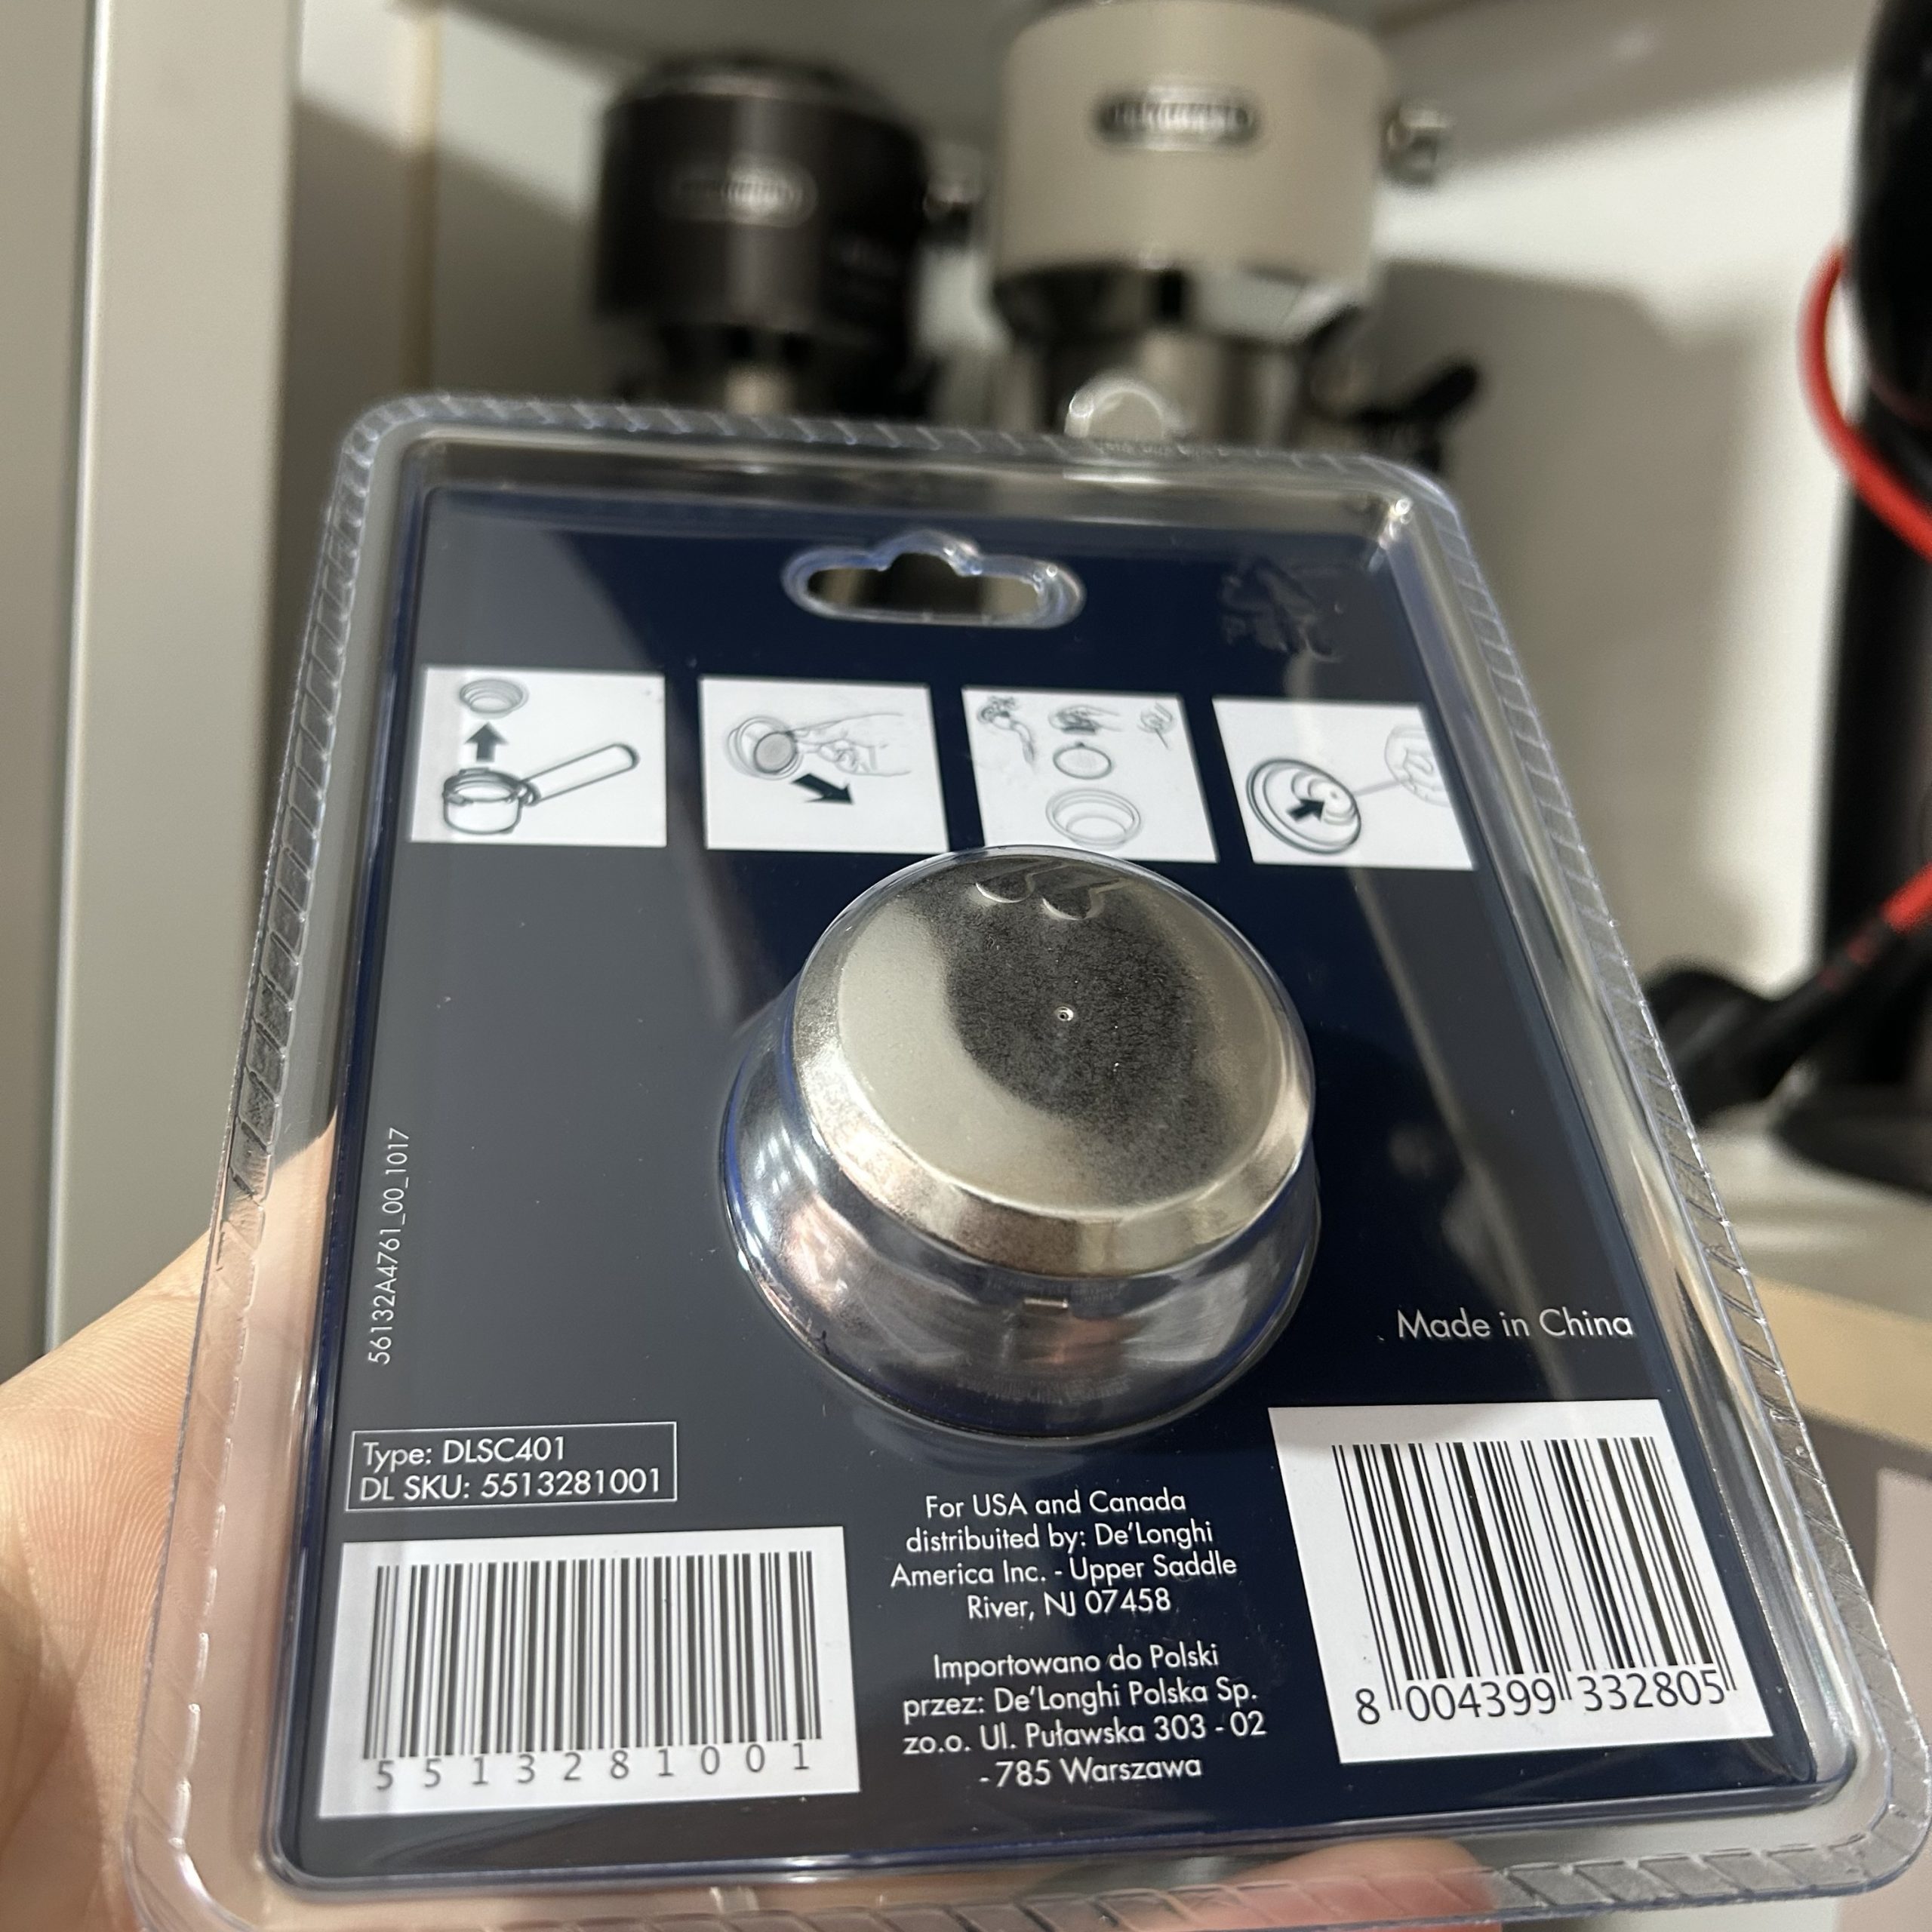 56132A4761_00_1017
Made in China
Type: DLSC401
DL SKU: 5513281001
5513281001
For USA and Canada
distribuited by: De'Longhi
America Inc. - Upper Saddle
River, NJ 07458
Importowano do Polski
przez: De'Longhi Polska Sp.
zo.o. Ul. Puławska 303 - 02
- 785 Warszawa
8 004399 332805